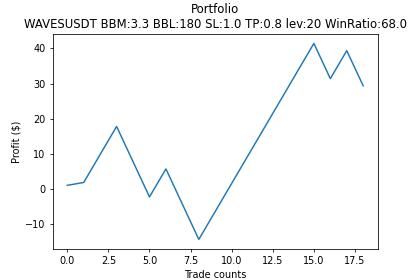 Portfolio
WAVESUSDT BBM:3.3 BBL:180 SL:1.0 TP:0.8 lev:20 WinRatio:68.0
40
30
20
10
0
−10
Profit ($)
0.0 2.5 5.0 7.5 10.0 12.5 15.0 17.5
Trade counts